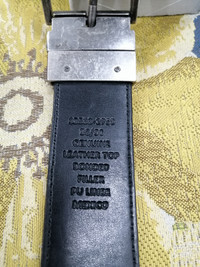 GENUINE
LEATHER TOP
BONDED
FILLER
PU LINER
MEXICO